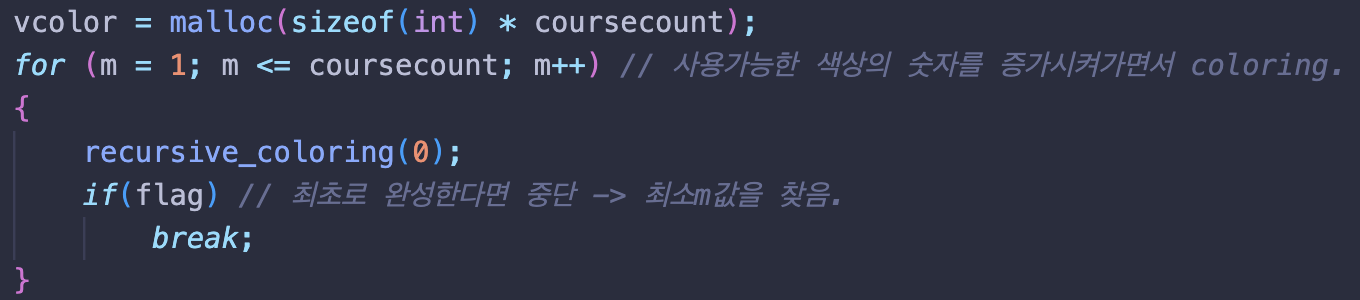 vcolor = malloc(sizeof(int) * coursecount);
for (m = 1; m <= coursecount; m++) // 사용가능한 색상의 숫자를 증가시켜가면서 coloring.
{
    recursive_coloring(0);
    if(flag) // 최초로 완성한다면 중단 -> 최소m값을 찾음.
        break;
}